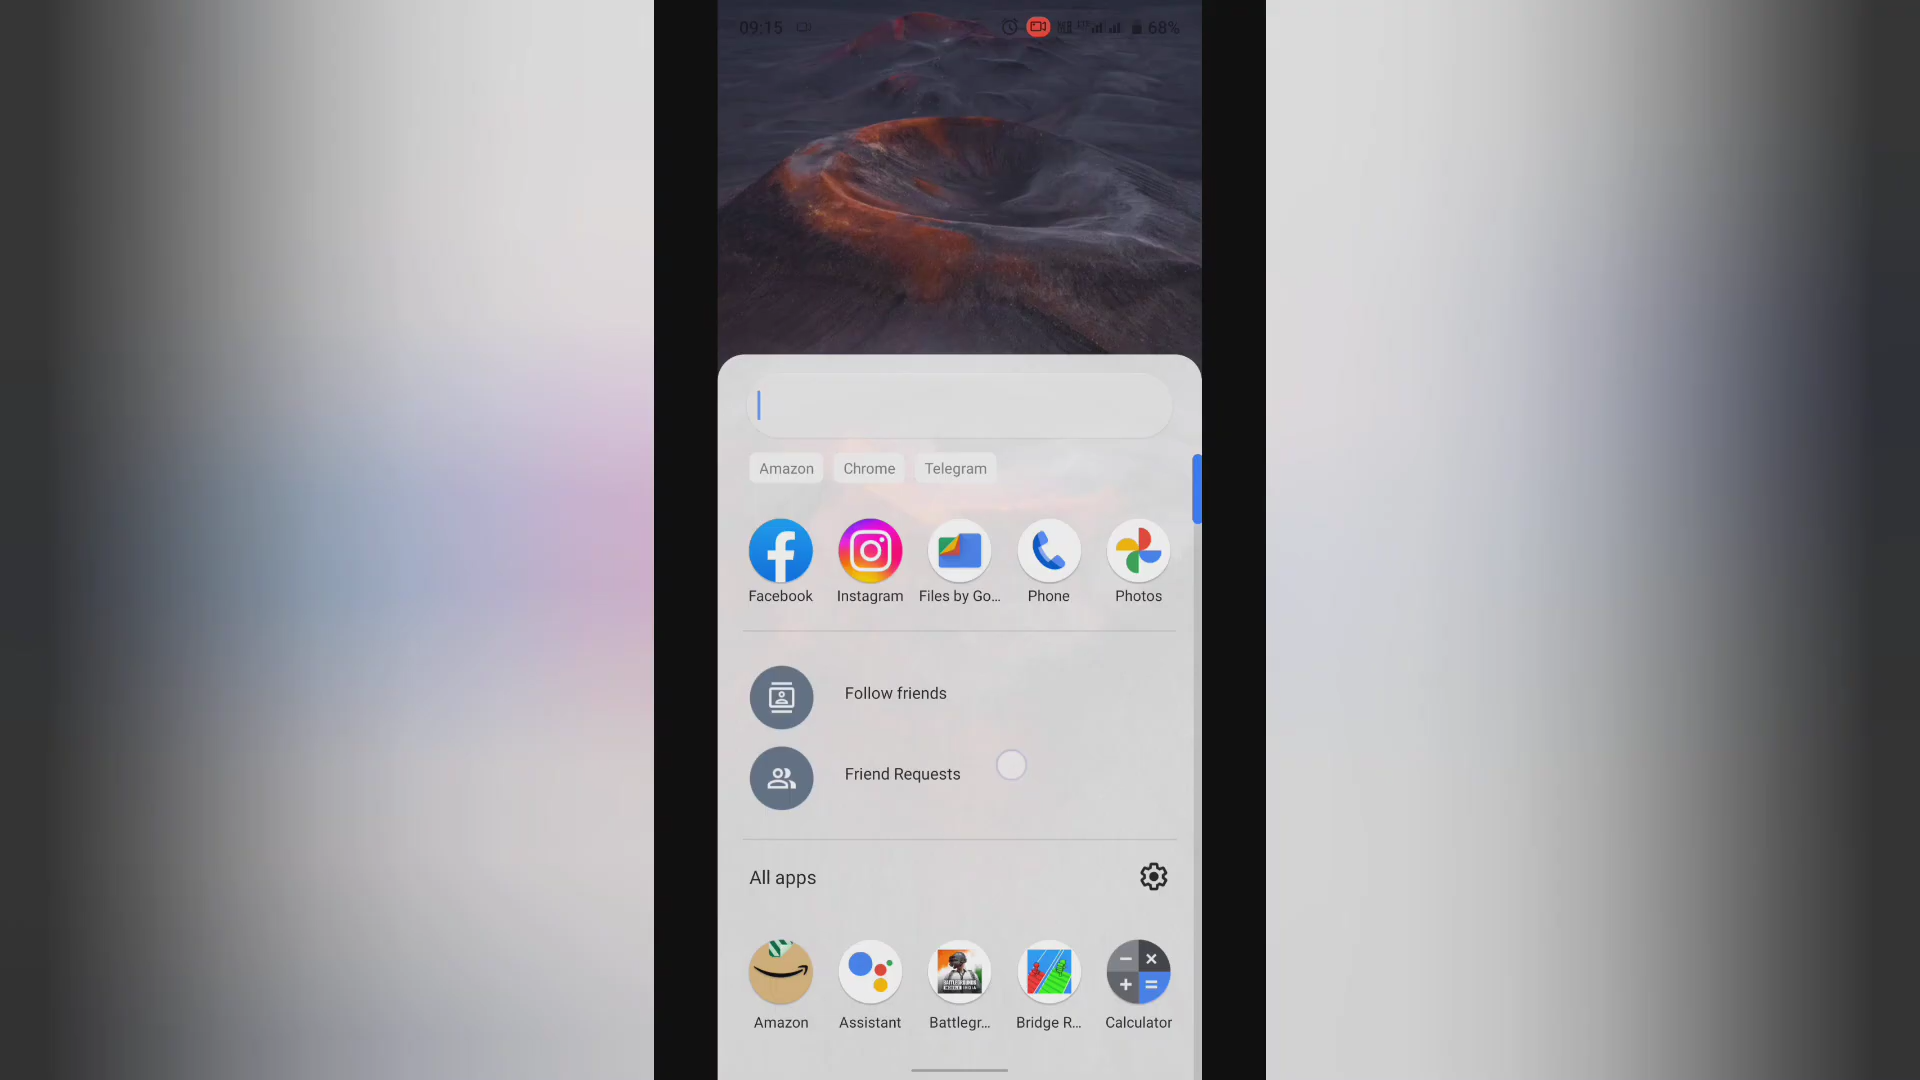 09:15
68%
Amazon Chrome Telegram
Facebook Instagram Files by Go... Phone Photos
Follow friends
Friend Requests
All apps
Amazon Assistant Battlegr... Bridge R... Calculator